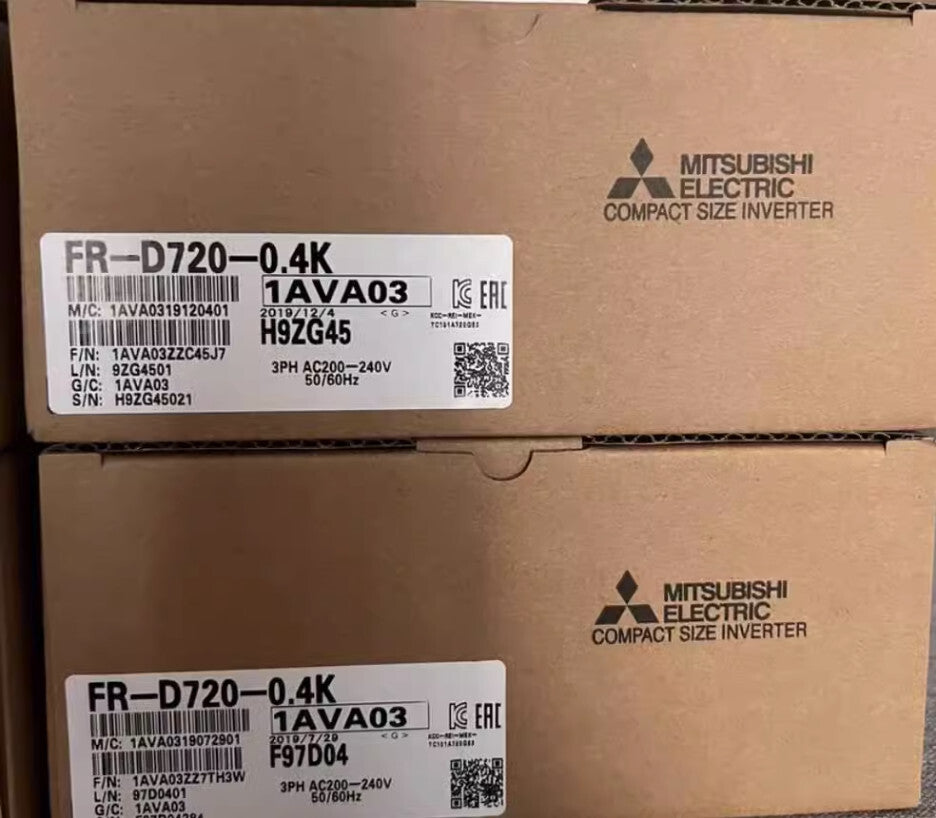 MITSUBISHI
ELECTRIC
COMPACT SIZE INVERTER
FR-D720-0.4K
1AVA03
M/C: 1AVA0319120401
2019/12/4 <G>
H9ZG45
F/N: 1AVA03ZZC45J7
L/N: 9ZG4501
G/C: 1AVA03
S/N: H9ZG45021
3PH AC200-240V
50/60Hz
EAC
MITSUBISHI
ELECTRIC
COMPACT SIZE INVERTER
FR-D720-0.4K
1AVA03
M/C: 1AVA0319072901
2019/7/29 <G>
F97D04
F/N: 1AVA03ZZ7TH3W
L/N: 97D0401
G/C: 1AVA03
3PH AC200-240V
50/60Hz
EAC